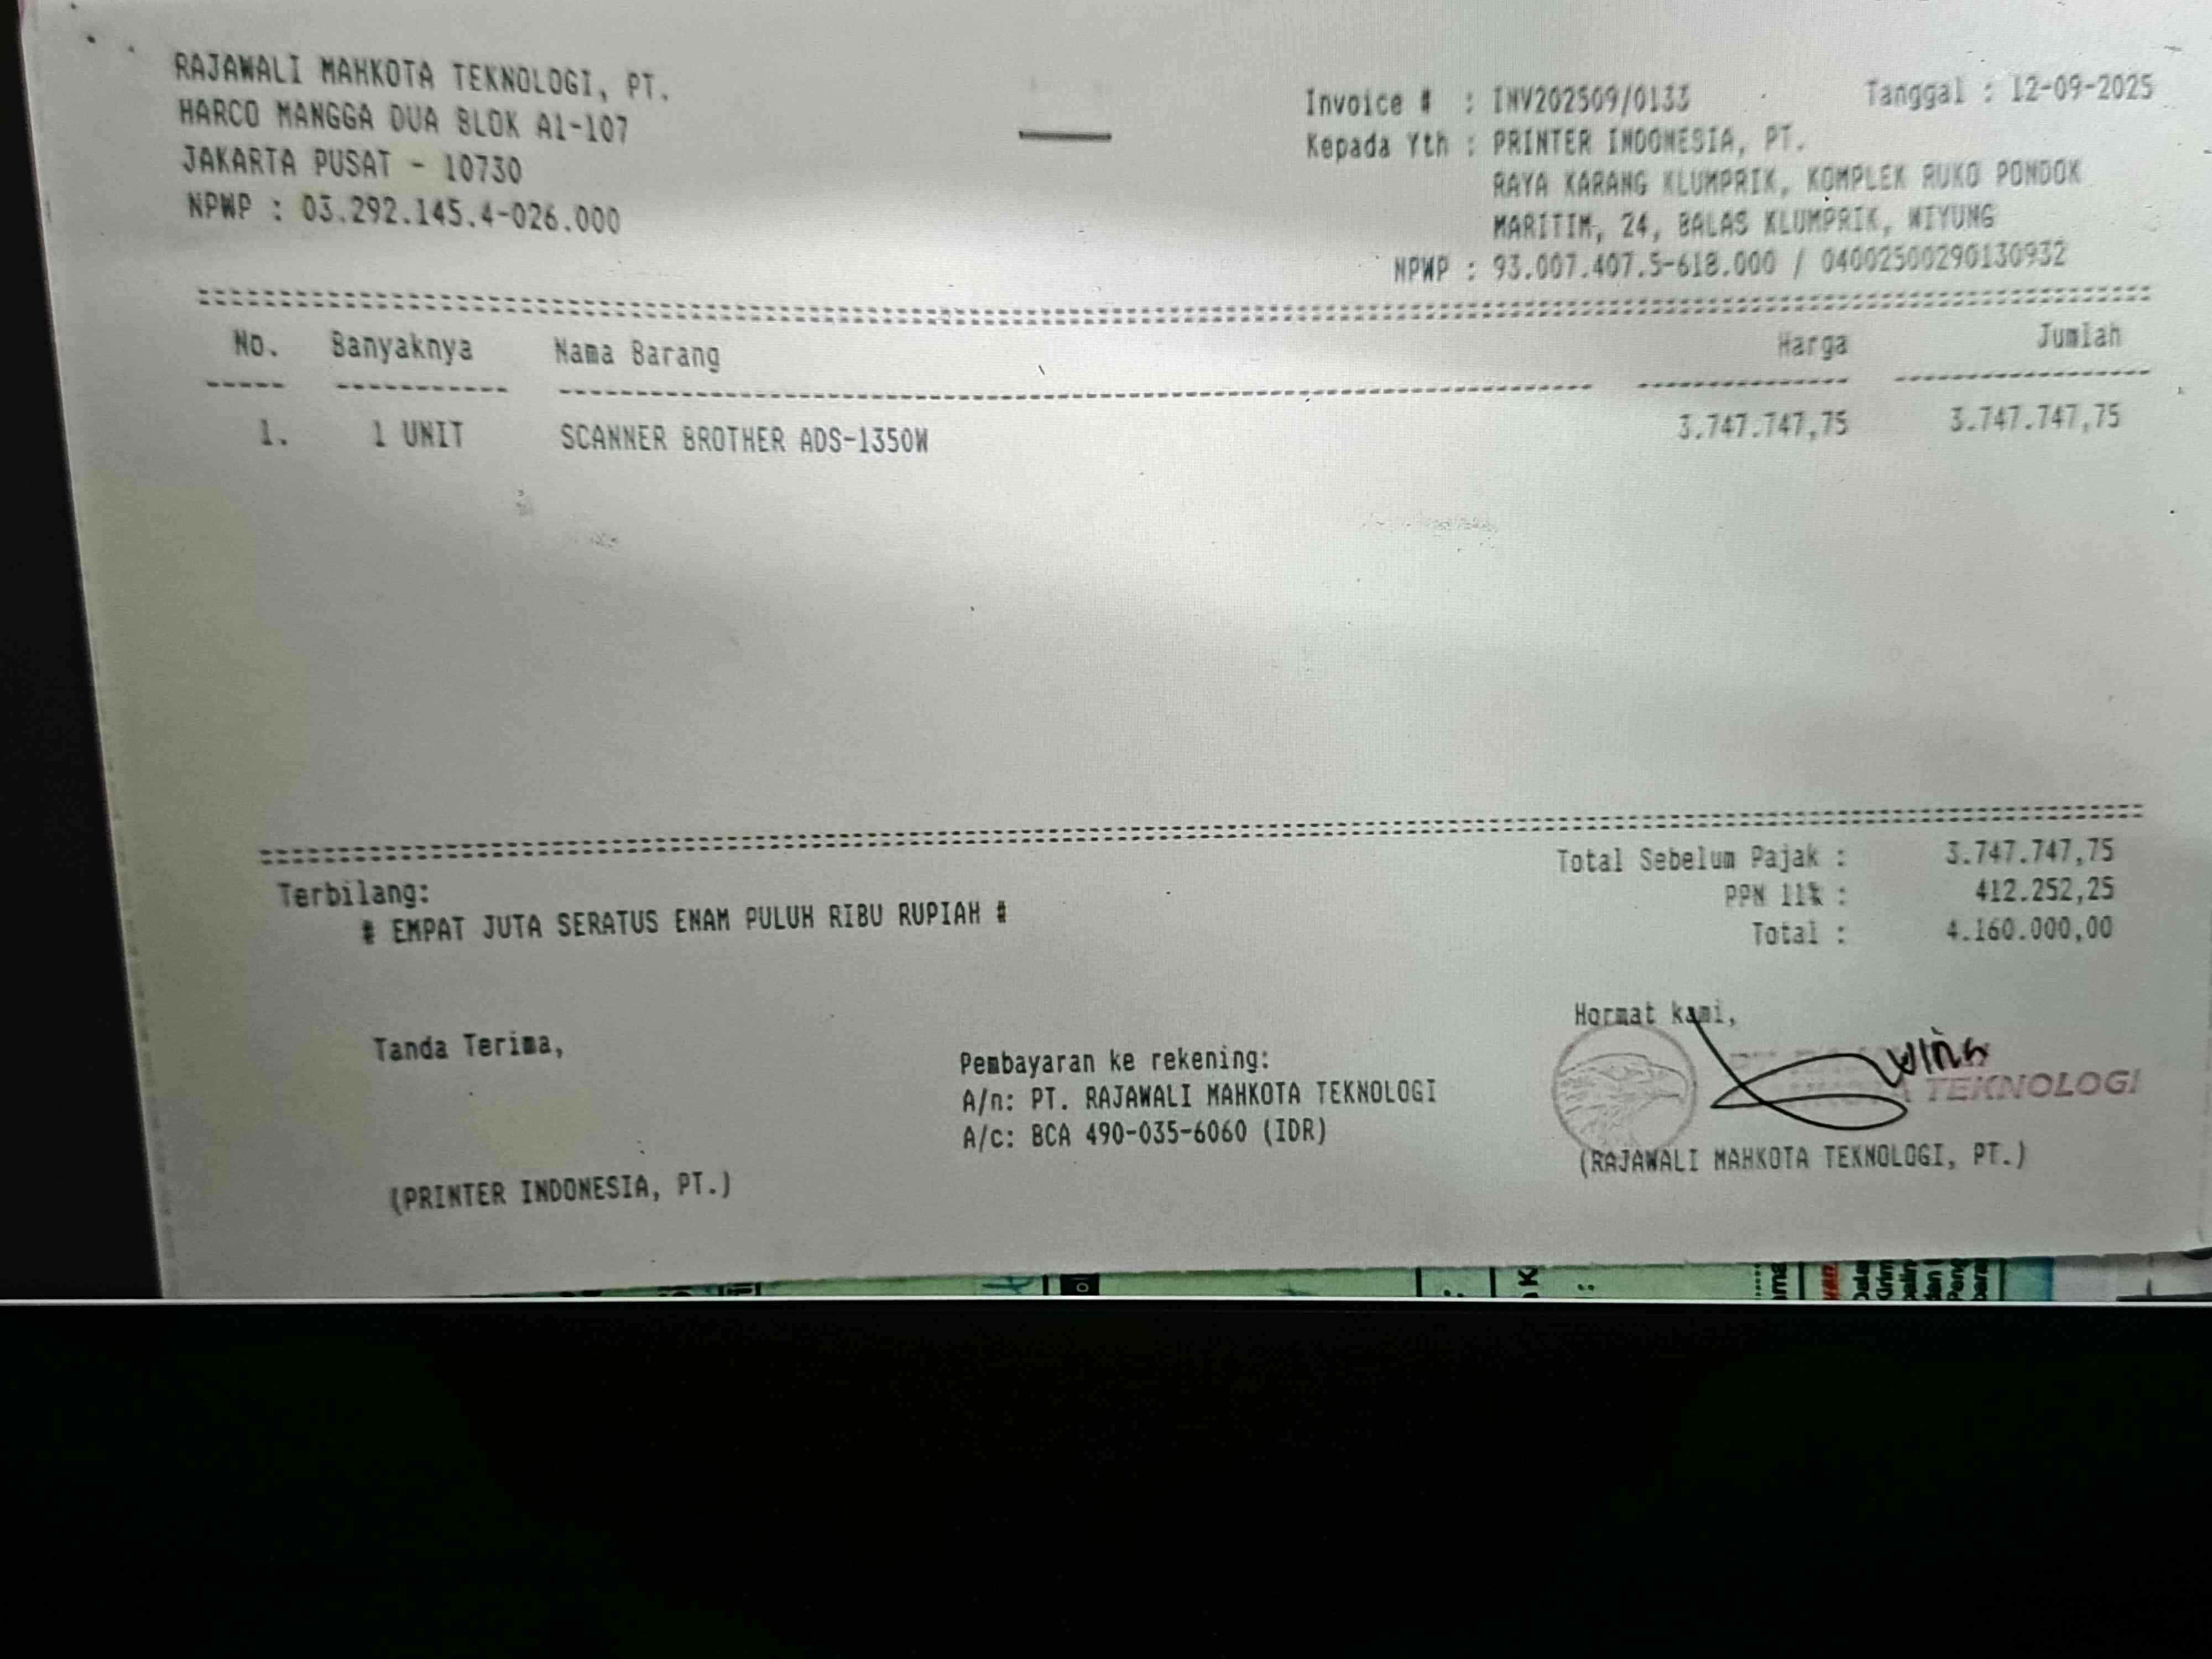 RAJAWALI MAHKOTA TEKNOLOGI, PT.
HARCO MANGGA DUA BLOK A1-107
JAKARTA PUSAT - 10730
NPWP : 03.292.145.4-026.000
Invoice # : INV202509/0133 Tanggal : 12-09-2025
Kepada Yth : PRINTER INDONESIA, PT.
RAYA KARANG KLUMPRIK, KOMPLEK RUKO PONDOK
MARITIM, 24, BALAS KLUMPRIK, WIYUNG
NPWP : 93.007.407.5-618.000 / 04002500290130932
No. Banyaknya Nama Barang Harga Jumlah
1. 1 UNIT SCANNER BROTHER ADS-1350W 3.747.747,75 3.747.747,75
Total Sebelum Pajak : 3.747.747,75
PPN 11% : 412.252,25
Total : 4.160.000,00
Terbilang:
# EMPAT JUTA SERATUS ENAM PULUH RIBU RUPIAH #
Tanda Terima,
(PRINTER INDONESIA, PT.)
Pembayaran ke rekening:
A/n: PT. RAJAWALI MAHKOTA TEKNOLOGI
A/c: BCA 490-035-6060 (IDR)
Hormat kami,
TEKNOLOGI
(RAJAWALI MAHKOTA TEKNOLOGI, PT.)